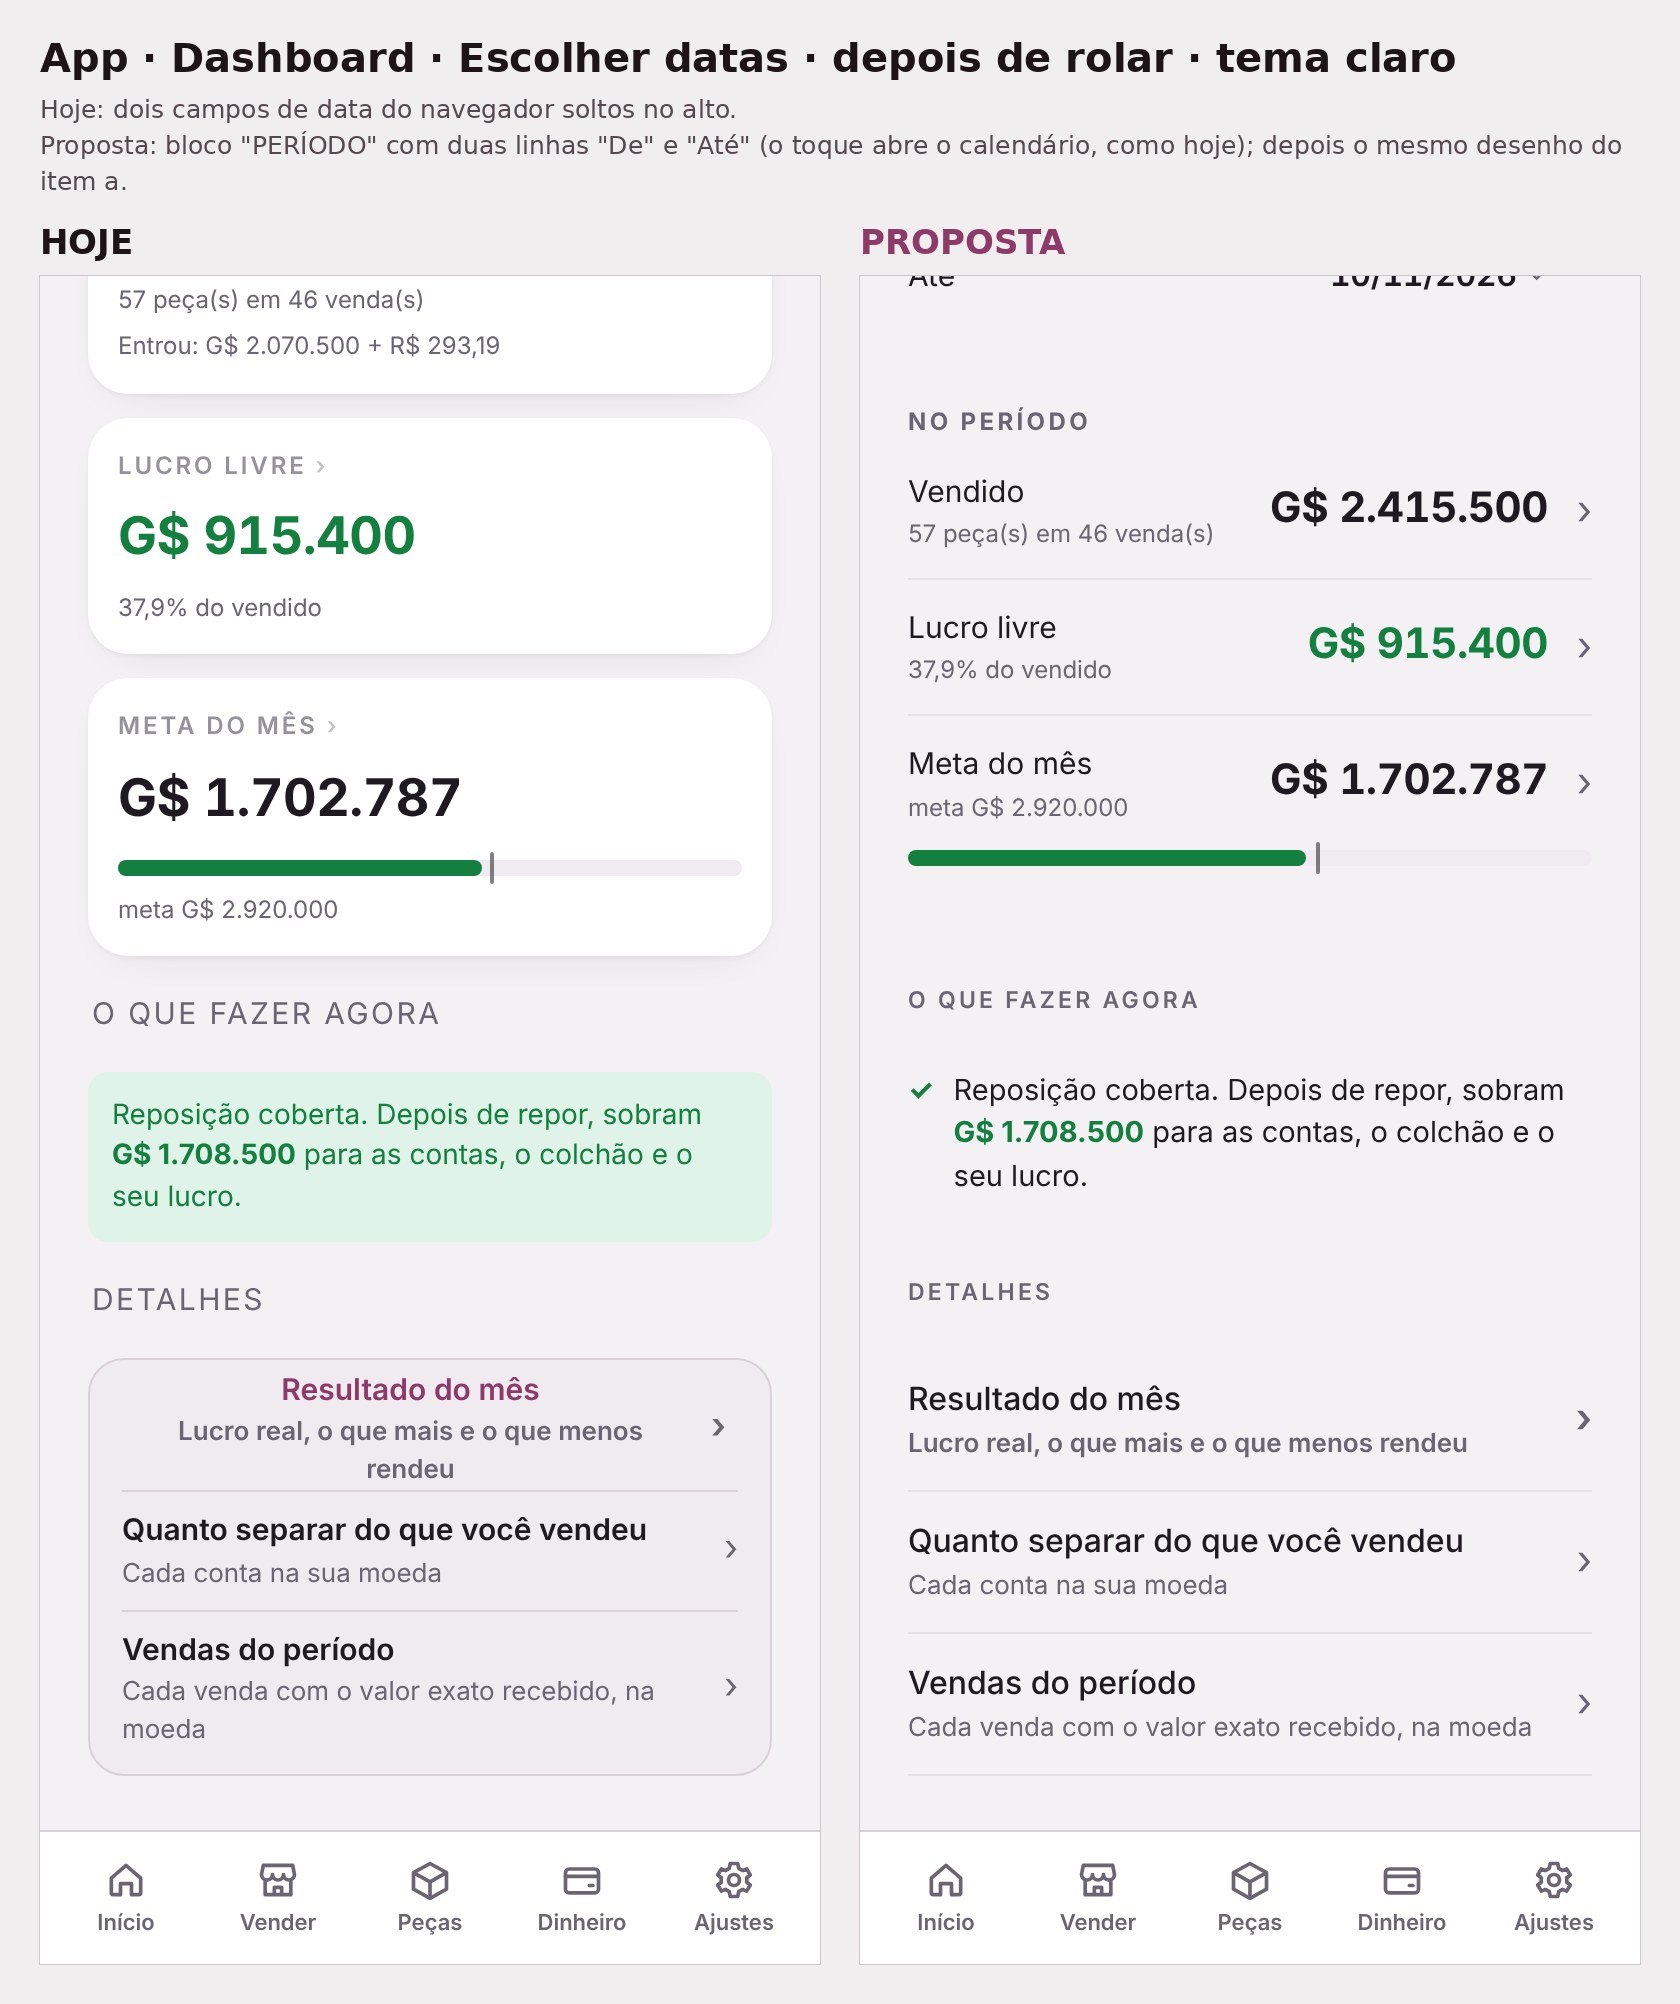 App · Dashboard · Escolher datas · depois de rolar · tema claro
Hoje: dois campos de data do navegador soltos no alto.
Proposta: bloco "PERÍODO" com duas linhas "De" e "Até" (o toque abre o calendário, como hoje); depois o mesmo desenho do
item a.
HOJE
57 peça(s) em 46 venda(s)
Entrou: G$ 2.070.500 + R$ 293,19
LUCRO LIVRE ›
G$ 915.400
37,9% do vendido
META DO MÊS ›
G$ 1.702.787
meta G$ 2.920.000
O QUE FAZER AGORA
Reposição coberta. Depois de repor, sobram
G$ 1.708.500 para as contas, o colchão e o
seu lucro.
DETALHES
Resultado do mês
Lucro real, o que mais e o que menos
rendeu
›
Quanto separar do que você vendeu
Cada conta na sua moeda
›
Vendas do período
Cada venda com o valor exato recebido, na
moeda
›
Início
Vender
Peças
Dinheiro
Ajustes
PROPOSTA
Até 10/11/2026
NO PERÍODO
Vendido
57 peça(s) em 46 venda(s)
G$ 2.415.500 ›
Lucro livre
37,9% do vendido
G$ 915.400 ›
Meta do mês
meta G$ 2.920.000
G$ 1.702.787 ›
O QUE FAZER AGORA
Reposição coberta. Depois de repor, sobram
G$ 1.708.500 para as contas, o colchão e o
seu lucro.
DETALHES
Resultado do mês
Lucro real, o que mais e o que menos rendeu
›
Quanto separar do que você vendeu
Cada conta na sua moeda
›
Vendas do período
Cada venda com o valor exato recebido, na moeda
›
Início
Vender
Peças
Dinheiro
Ajustes